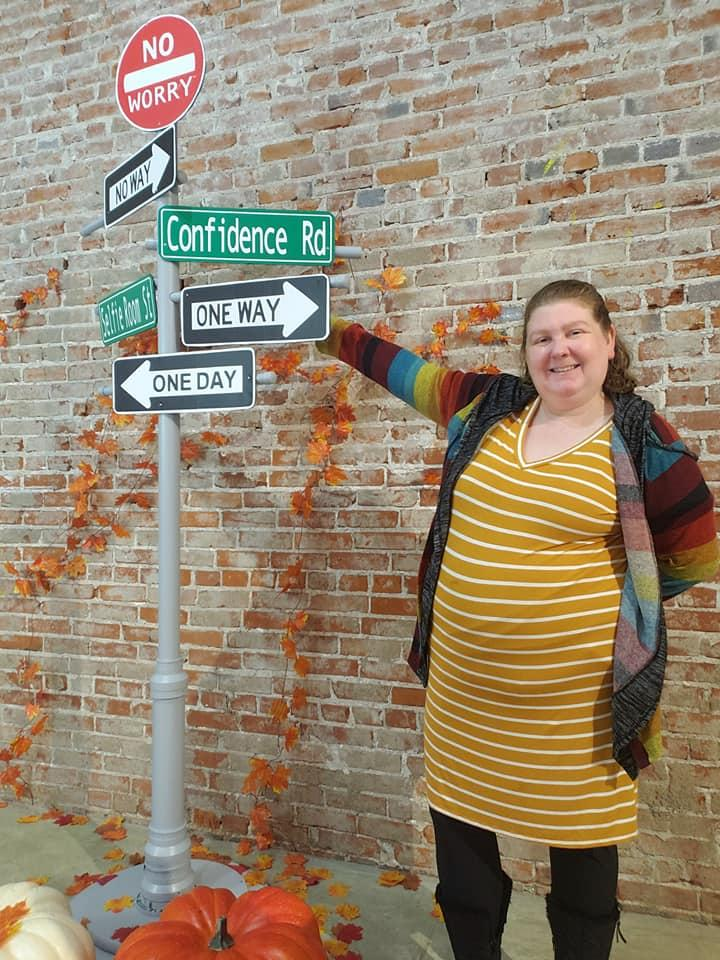 NO
WORRY
NO WAY
Confidence Rd
Selfie Room St
ONE WAY
ONE DAY